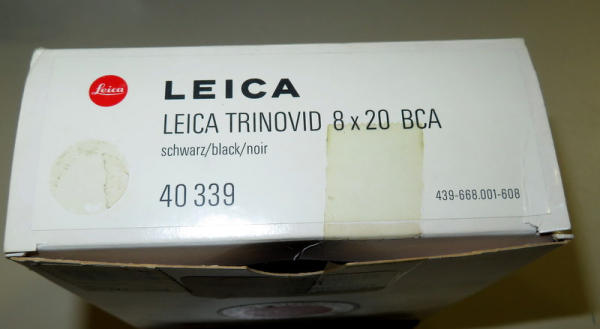 Leica
LEICA
LEICA TRINOVID 8 x 20 BCA
schwarz/black/noir
40 339
439-668.001-608